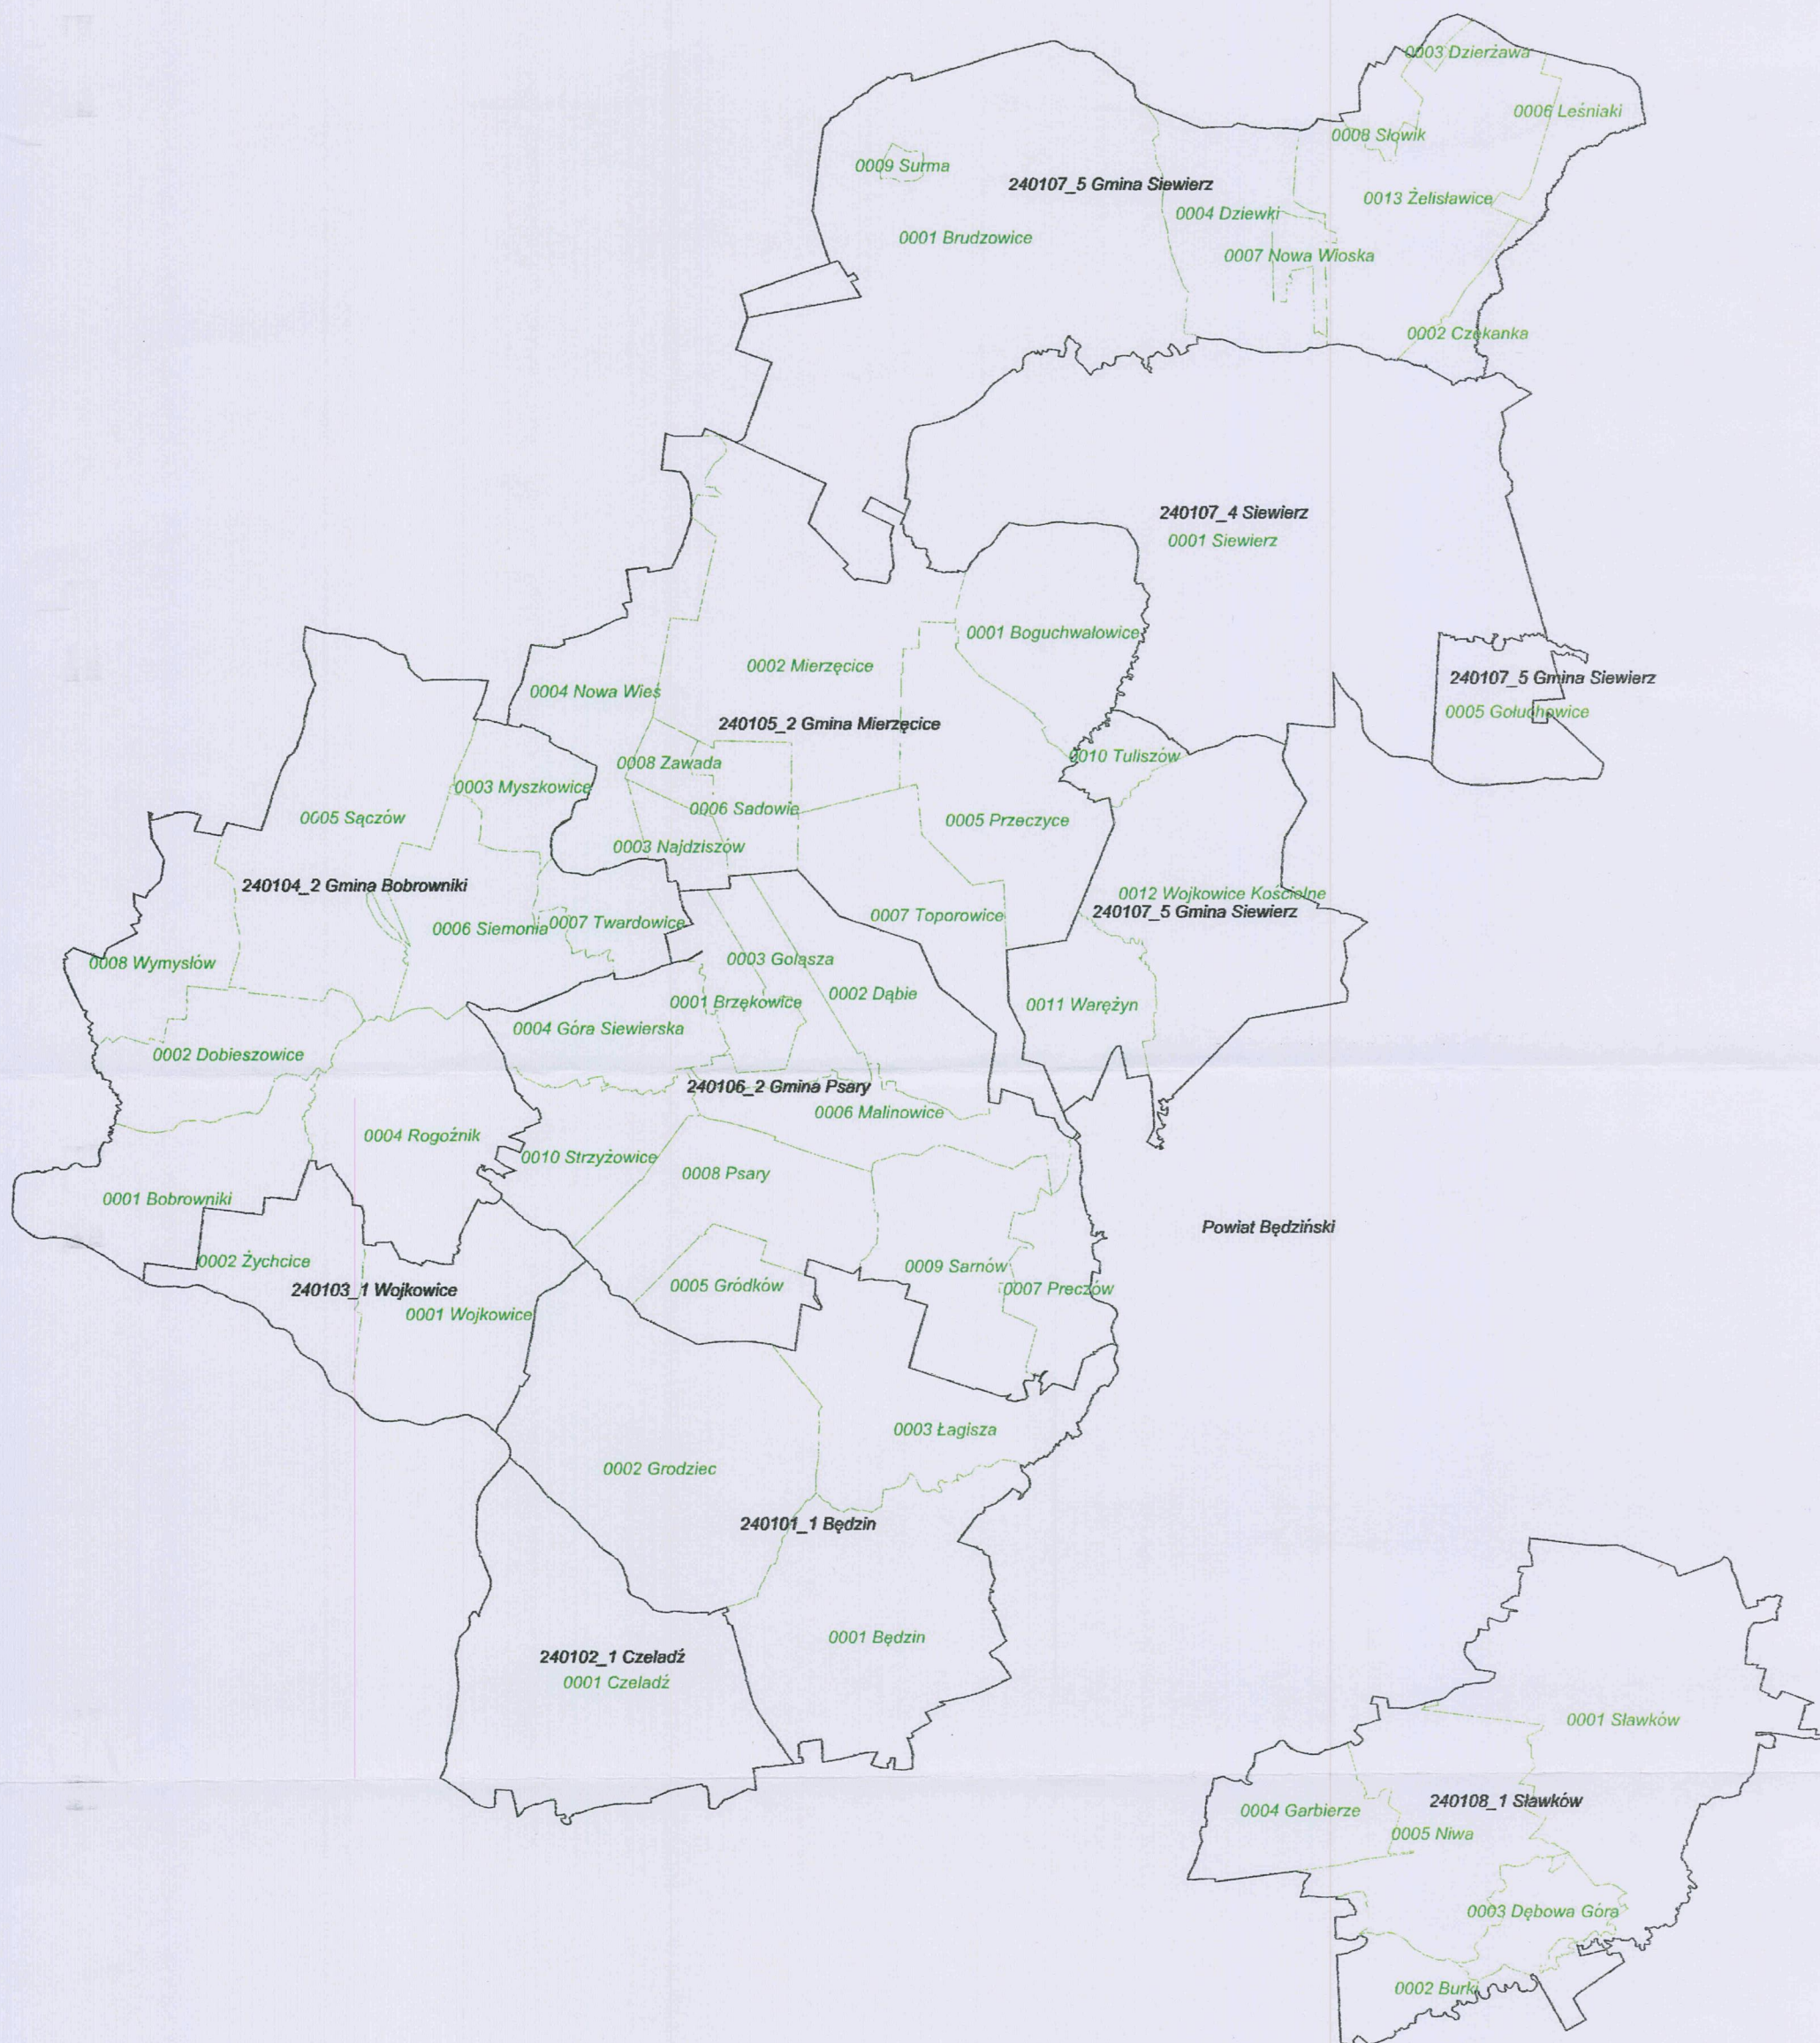 0003 Dzierżawa
0006 Leśniaki
0008 Słowik
0009 Surma
240107_5 Gmina Siewierz
0013 Żelisławice
0004 Dziewki
0001 Brudzowice
0007 Nowa Wioska
0002 Czekanka
240107_4 Siewierz
0001 Siewierz
0001 Boguchwałowice
0002 Mierzęcice
240107_5 Gmina Siewierz
0004 Nowa Wieś
0005 Gołuchowice
240105_2 Gmina Mierzęcice
0010 Tuliszów
0008 Zawada
0003 Myszkowice
0006 Sadowie
0005 Sączów
0005 Przeczyce
0003 Najdziszów
240104_2 Gmina Bobrowniki
0012 Wojkowice Kościelne
240107_5 Gmina Siewierz
0007 Toporowice
0006 Siemonia
0007 Twardowice
0008 Wymysłów
0003 Goląsza
0002 Dąbie
0001 Brzękowice
0011 Warężyn
0004 Góra Siewierska
0002 Dobieszowice
240106_2 Gmina Psary
0006 Malinowice
0004 Rogoźnik
0010 Strzyżowice
0008 Psary
0001 Bobrowniki
Powiat Będziński
0002 Żychcice
0009 Sarnów
0005 Gródków
0007 Preczów
240103_1 Wojkowice
0001 Wojkowice
0003 Łagisza
0002 Grodziec
240101_1 Będzin
0001 Będzin
240102_1 Czeladź
0001 Czeladź
0001 Sławków
240108_1 Sławków
0004 Garbierze
0005 Niwa
0003 Dębowa Góra
0002 Burki